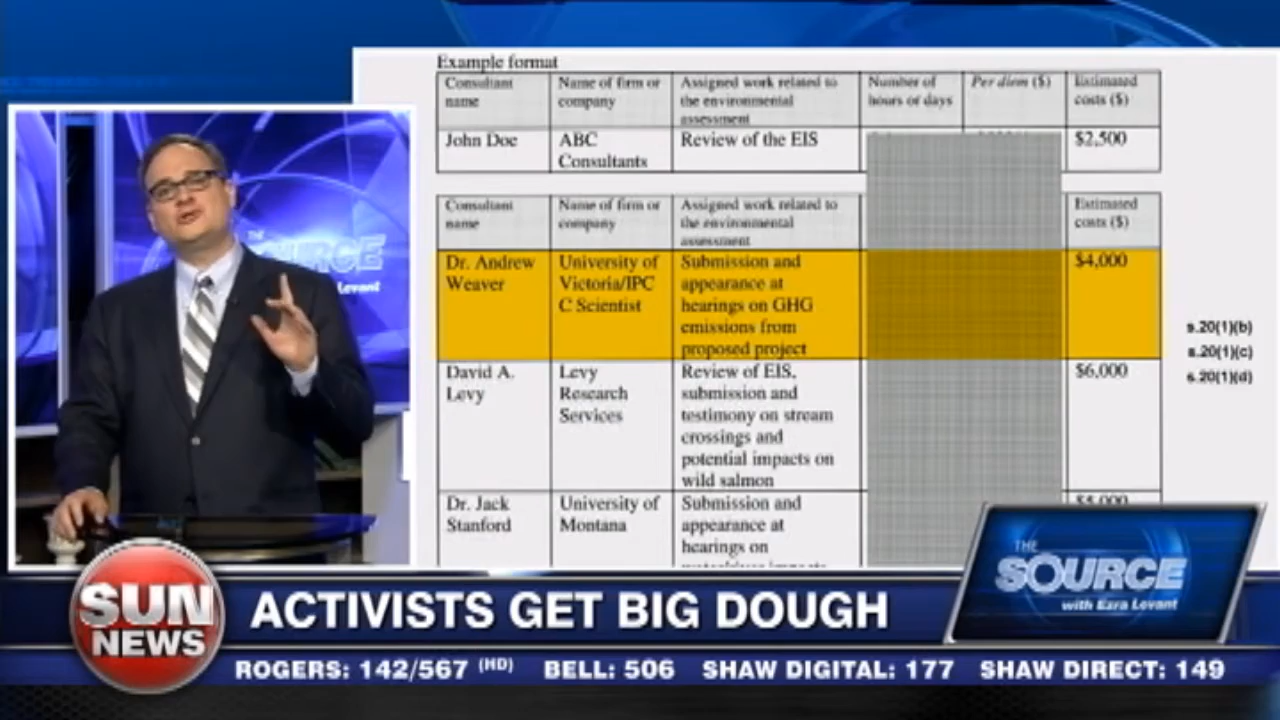 Example format
Consultant name
Name of firm or company
Assigned work related to the environmental assessment
Number of hours or days
Per diem ($)
Estimated costs ($)
John Doe
ABC Consultants
Review of the EIS
$2,500
Consultant name
Name of firm or company
Assigned work related to the environmental assessment
Estimated costs ($)
Dr. Andrew Weaver
University of Victoria/IPC C Scientist
Submission and appearance at hearings on GHG emissions from proposed project
$4,000
s.20(1)(b)
s.20(1)(c)
s.20(1)(d)
David A. Levy
Levy Research Services
Review of EIS, submission and testimony on stream crossings and potential impacts on wild salmon
$6,000
Dr. Jack Stanford
University of Montana
Submission and appearance at hearings on
$5,000
THE SOURCE
Levant
THE
SOURCE
with Ezra Levant
SUN
NEWS
ACTIVISTS GET BIG DOUGH
ROGERS: 142/567 (HD) BELL: 506 SHAW DIGITAL: 177 SHAW DIRECT: 149